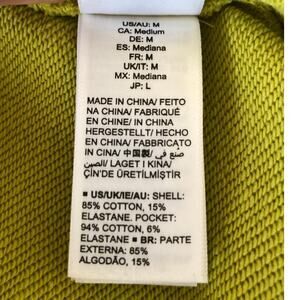 US/AU: M
CA: Medium
DE: M
ES: Mediana
FR: M
UK/IT: M
MX: Mediana
JP: L
MADE IN CHINA/ FEITO
NA CHINA/ FABRIQUÉ
EN CHINE/ IN CHINA
HERGESTELLT/ HECHO
EN CHINA/ FABBRICATO
IN CINA/ 中国製/ صنع في
الصين/ LAGET I KINA/
ÇİN'DE ÜRETİLMİŞTİR
■ US/UK/IE/AU: SHELL:
85% COTTON, 15%
ELASTANE. POCKET:
94% COTTON, 6%
ELASTANE ■ BR: PARTE
EXTERNA: 85%
ALGODÃO, 15%